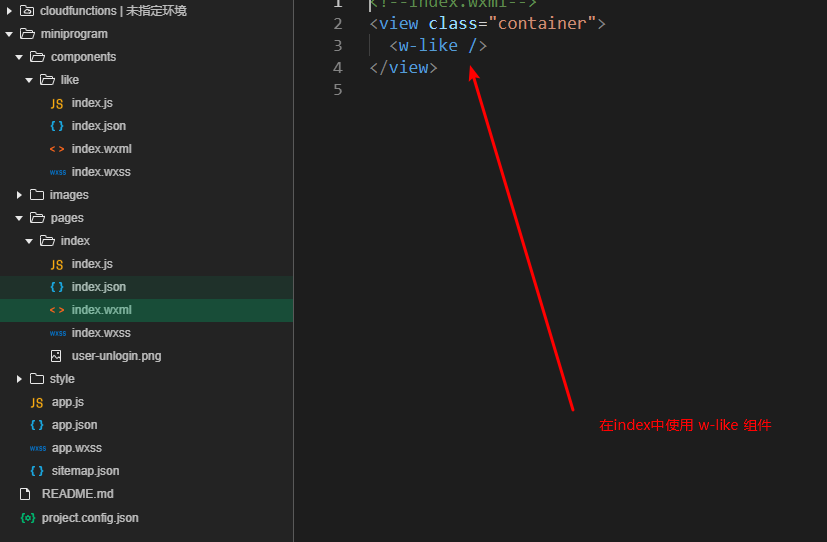 cloudfunctions | 未指定环境
miniprogram
components
like
JS index.js
{ } index.json
< > index.wxml
wxss index.wxss
images
pages
index
JS index.js
{ } index.json
< > index.wxml
wxss index.wxss
user-unlogin.png
style
JS app.js
{ } app.json
wxss app.wxss
{ } sitemap.json
README.md
{o} project.config.json
1 <!--index.wxml-->
2 <view class="container">
3 <w-like />
4 </view>
5
在index中使用 w-like 组件